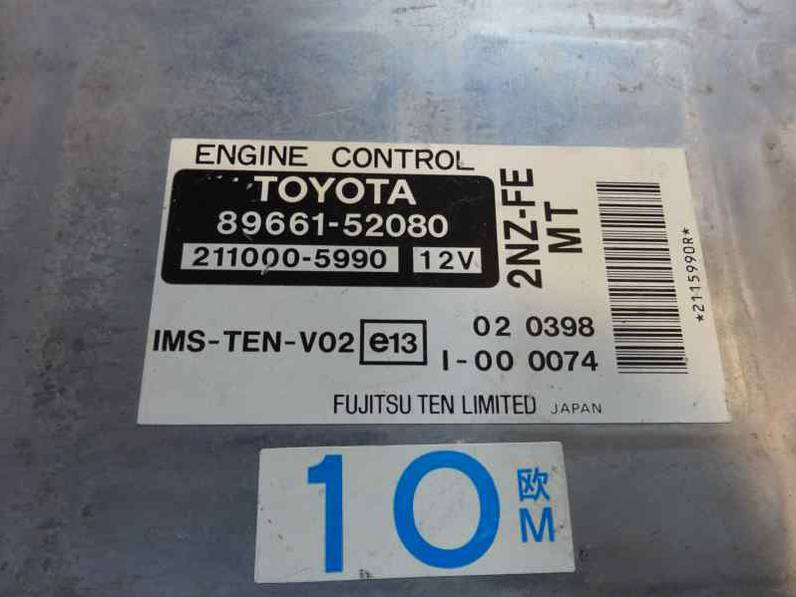 ENGINE CONTROL
TOYOTA
89661-52080
211000-5990 12V
2NZ-FE
MT
*2115990R*
IMS-TEN-V02 e13
02 0398
I-00 0074
FUJITSU TEN LIMITED JAPAN
10 欧
M